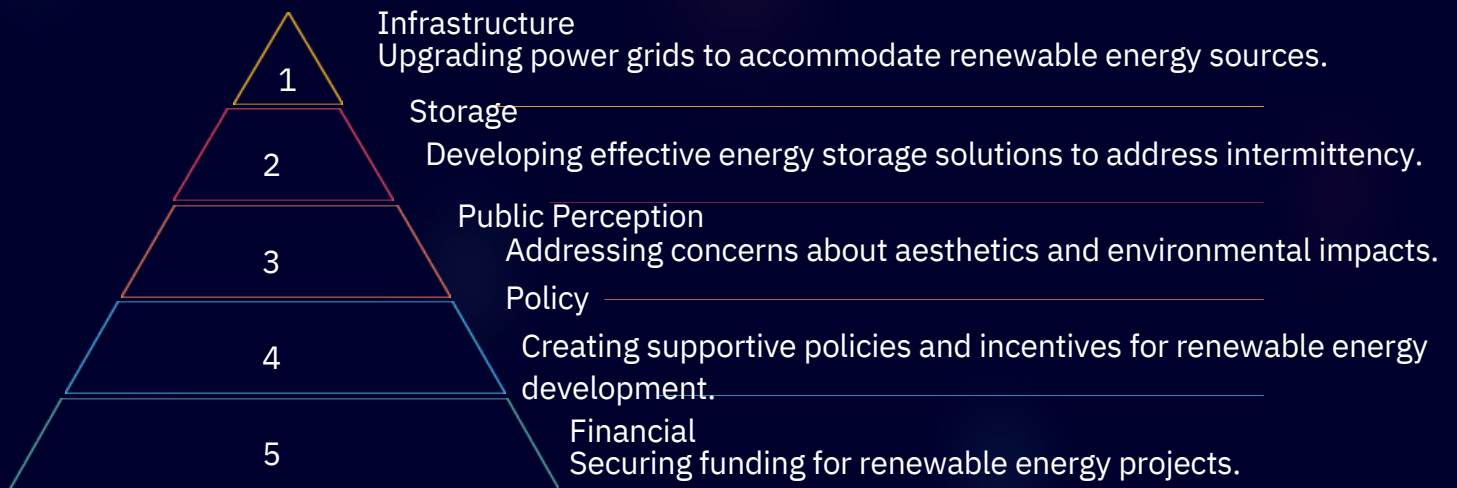 1
Infrastructure
Upgrading power grids to accommodate renewable energy sources.
2
Storage
Developing effective energy storage solutions to address intermittency.
3
Public Perception
Addressing concerns about aesthetics and environmental impacts.
4
Policy
Creating supportive policies and incentives for renewable energy
development.
5
Financial
Securing funding for renewable energy projects.